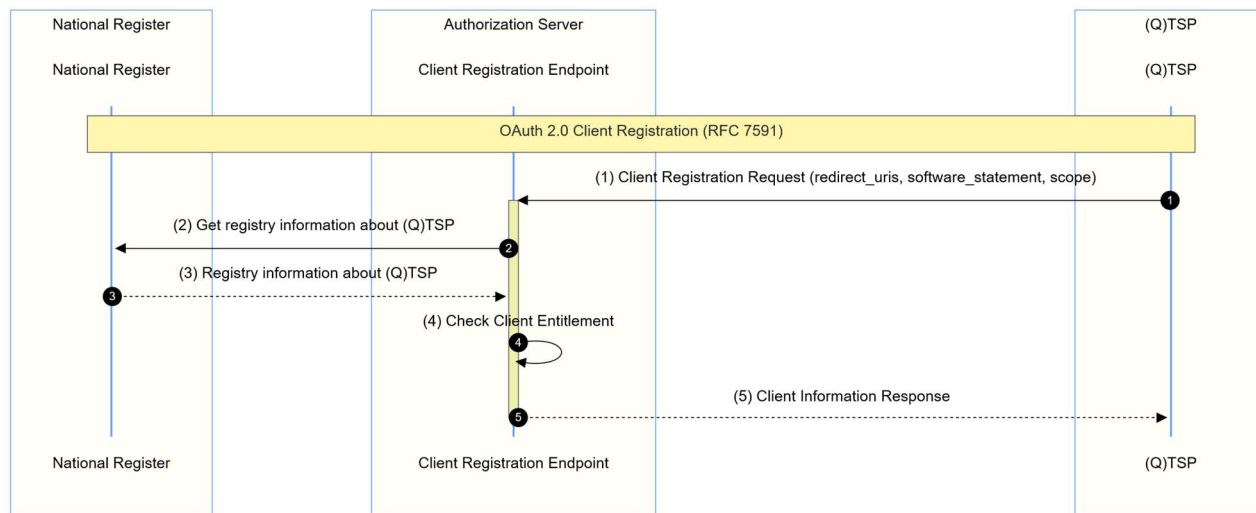 National Register
Authorization Server
(Q)TSP
National Register
Client Registration Endpoint
(Q)TSP
OAuth 2.0 Client Registration (RFC 7591)
(1) Client Registration Request (redirect_uris, software_statement, scope)
1
(2) Get registry information about (Q)TSP
2
(3) Registry information about (Q)TSP
3
(4) Check Client Entitlement
4
(5) Client Information Response
5
National Register
Client Registration Endpoint
(Q)TSP